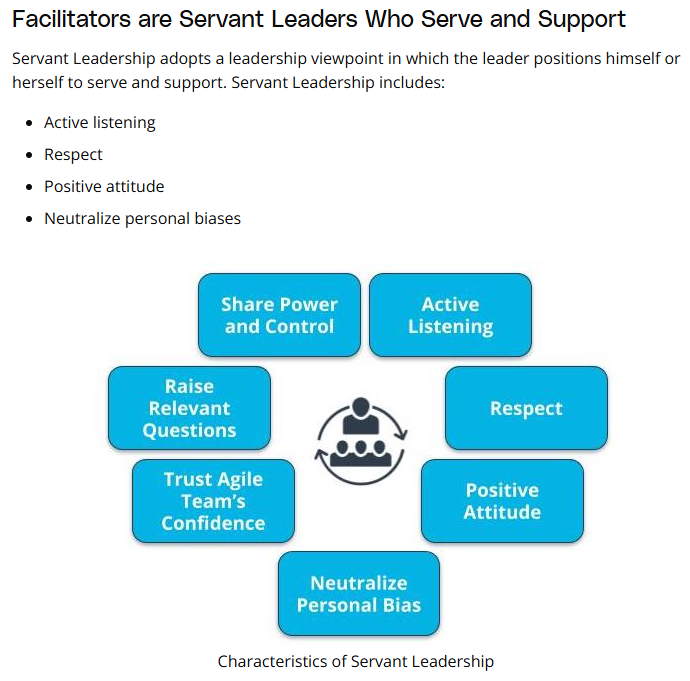 Facilitators are Servant Leaders Who Serve and Support
Servant Leadership adopts a leadership viewpoint in which the leader positions himself or
herself to serve and support. Servant Leadership includes:
• Active listening
• Respect
• Positive attitude
• Neutralize personal biases
Share Power
and Control
Active
Listening
Raise
Relevant
Questions
Respect
Trust Agile
Team's
Confidence
Positive
Attitude
Neutralize
Personal Bias
Characteristics of Servant Leadership